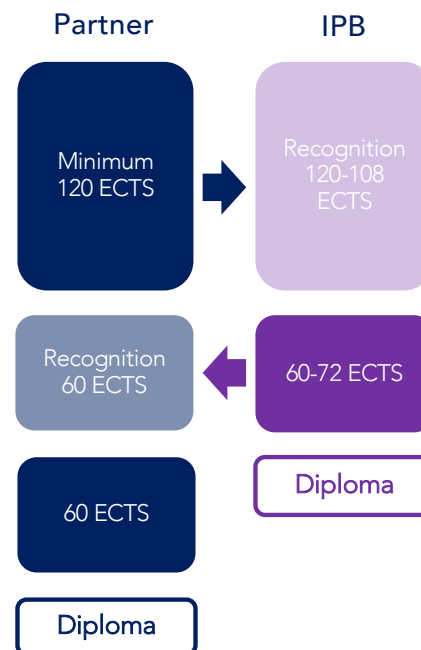 Partner
IPB
Minimum
120 ECTS
Recognition
120-108
ECTS
Recognition
60 ECTS
60-72 ECTS
60 ECTS
Diploma
Diploma